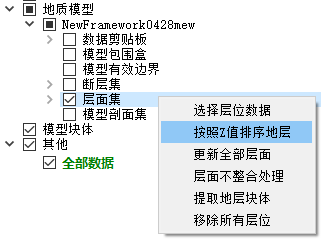 地质模型
NewFramework0428mew
数据剪贴板
模型包围盒
模型有效边界
断层集
层面集
模型剖面集
模型块体
其他
全部数据
选择层位数据
按照Z值排序地层
更新全部层面
层面不整合处理
提取地层块体
移除所有层位